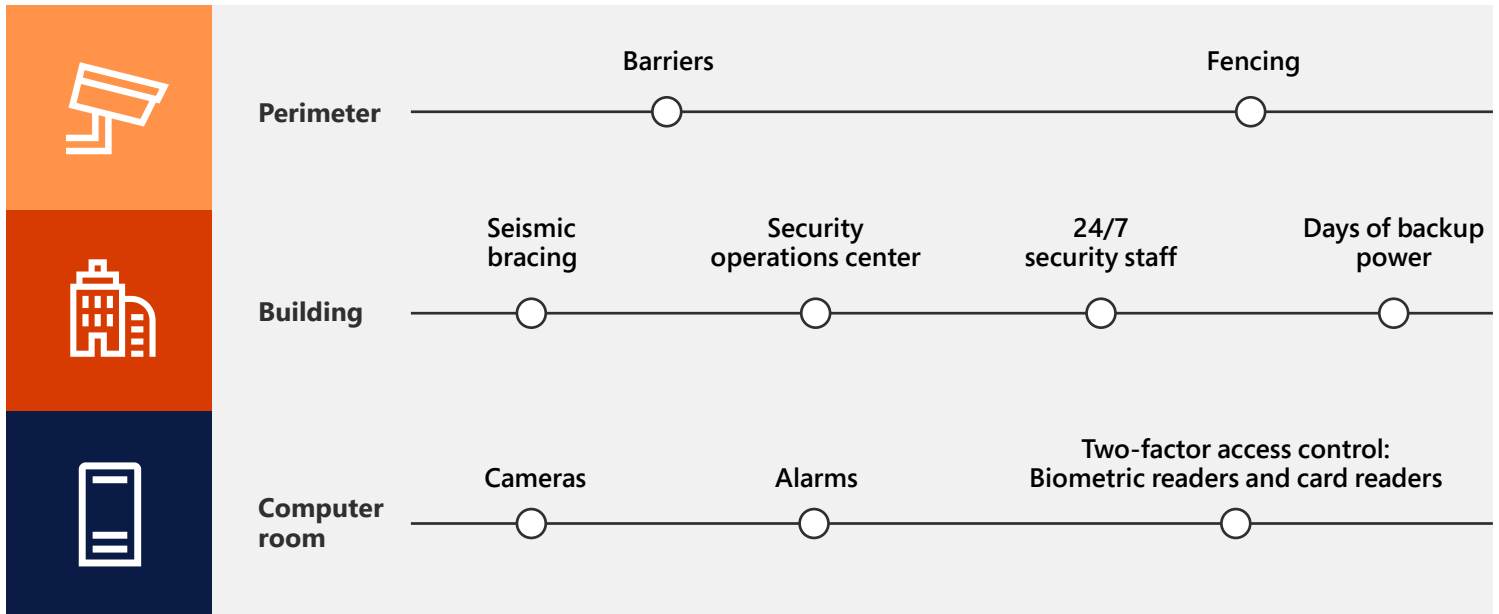 Barriers
Fencing
Perimeter
Seismic
bracing
Security
operations center
24/7
security staff
Days of backup
power
Building
Cameras
Alarms
Two-factor access control:
Biometric readers and card readers
Computer
room